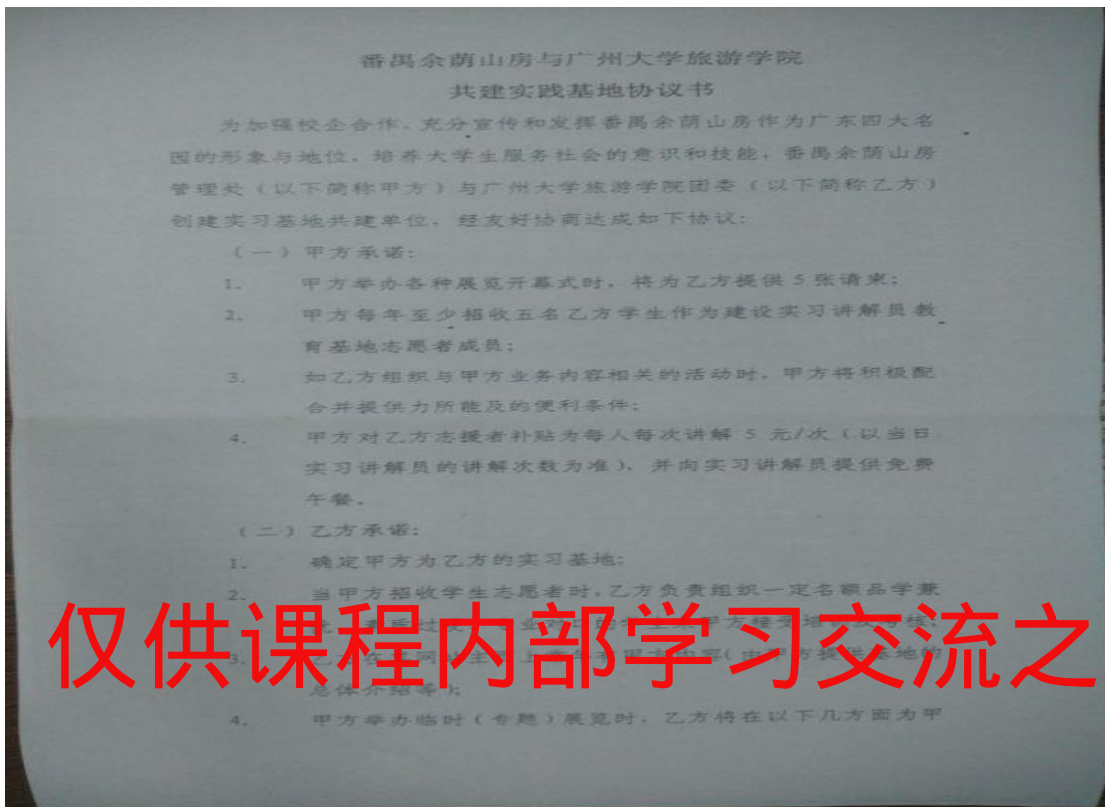 番禺余荫山房与广州大学旅游学院
共建实践基地协议书
为加强校企合作、充分宣传和发挥番禺余荫山房作为广东四大名
园的形象与地位，培养大学生服务社会的意识和技能，番禺余荫山房
管理处（以下简称甲方）与广州大学旅游学院团委（以下简称乙方）
创建实习基地共建单位，经友好协商达成如下协议：
（一）甲方承诺：
1. 甲方举办各种展览开幕式时，将为乙方提供 5 张请柬；
2. 甲方每年至少招收五名乙方学生作为建设实习讲解员教
育基地志愿者成员；
3. 如乙方组织与甲方业务内容相关的活动时，甲方将积极配
合并提供力所能及的便利条件；
4. 甲方对乙方志援者补贴为每人每次讲解 5 元/次（以当日
实习讲解员的讲解次数为准），并向实习讲解员提供免费
午餐。
（二）乙方承诺：
1. 确定甲方为乙方的实习基地；
2. 当甲方招收学生志愿者时，乙方负责组织一定名额品学兼
仅供课程内部学习交流之
3. 基地的
总体介绍等）；
4. 甲方举办临时（专题）展览时，乙方将在以下几方面为甲